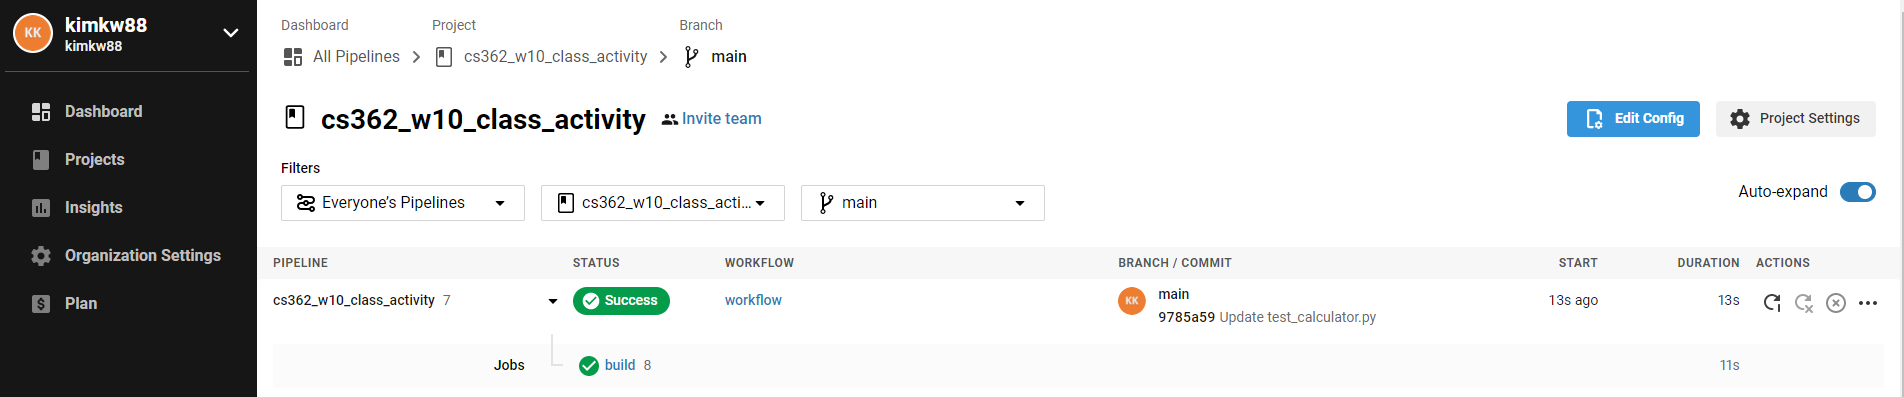 KK
kimkw88
kimkw88
Dashboard
Projects
Insights
Organization Settings
Plan
Dashboard Project Branch
All Pipelines cs362_w10_class_activity main
cs362_w10_class_activity Invite team
Edit Config Project Settings
Filters
Everyone's Pipelines cs362_w10_class_acti... main
Auto-expand
PIPELINE STATUS WORKFLOW BRANCH / COMMIT START DURATION ACTIONS
cs362_w10_class_activity 7 Success workflow KK main 13s ago 13s
9785a59 Update test_calculator.py
Jobs build 8 11s